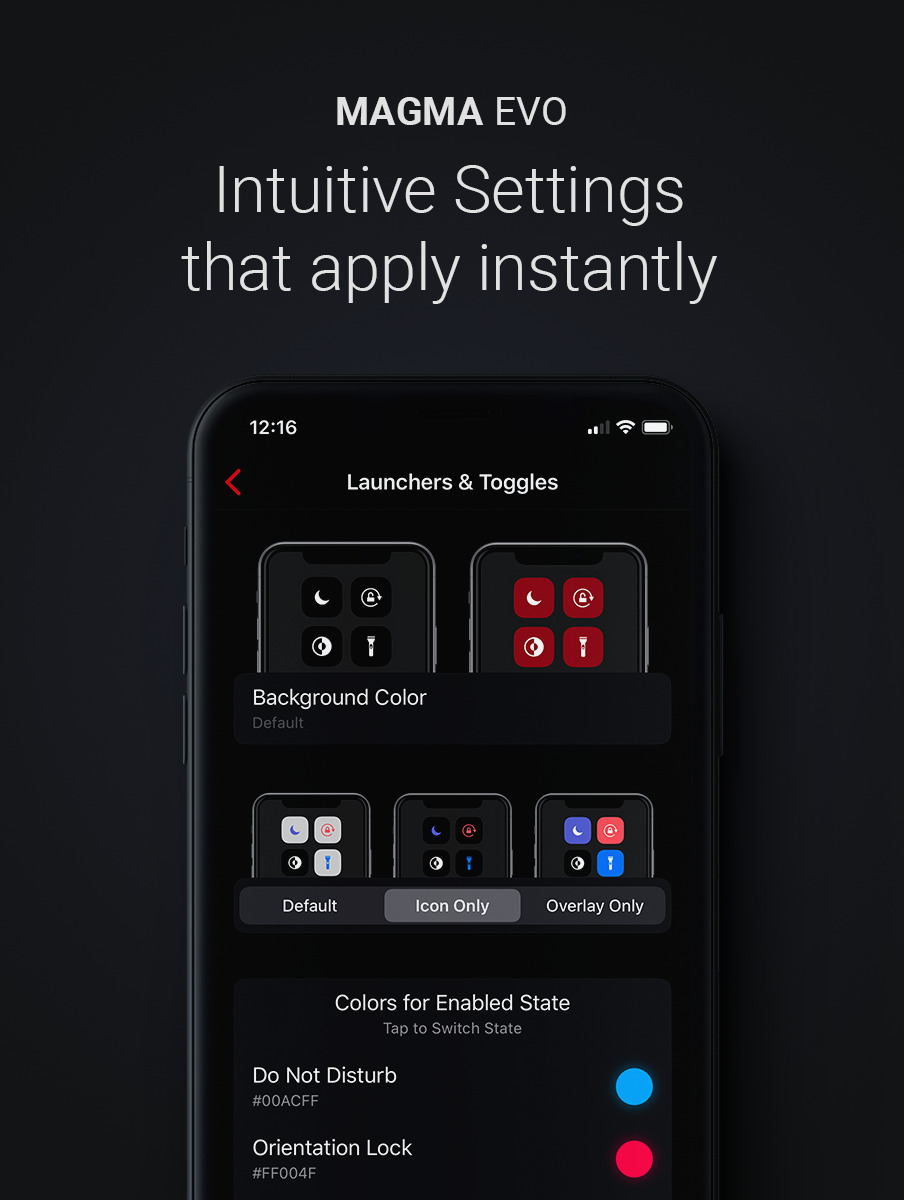 MAGMA EVO
Intuitive Settings
that apply instantly
12:16
Launchers & Toggles
Background Color
Default
Default Icon Only Overlay Only
Colors for Enabled State
Tap to Switch State
Do Not Disturb
#00ACFF
Orientation Lock
#FF004F